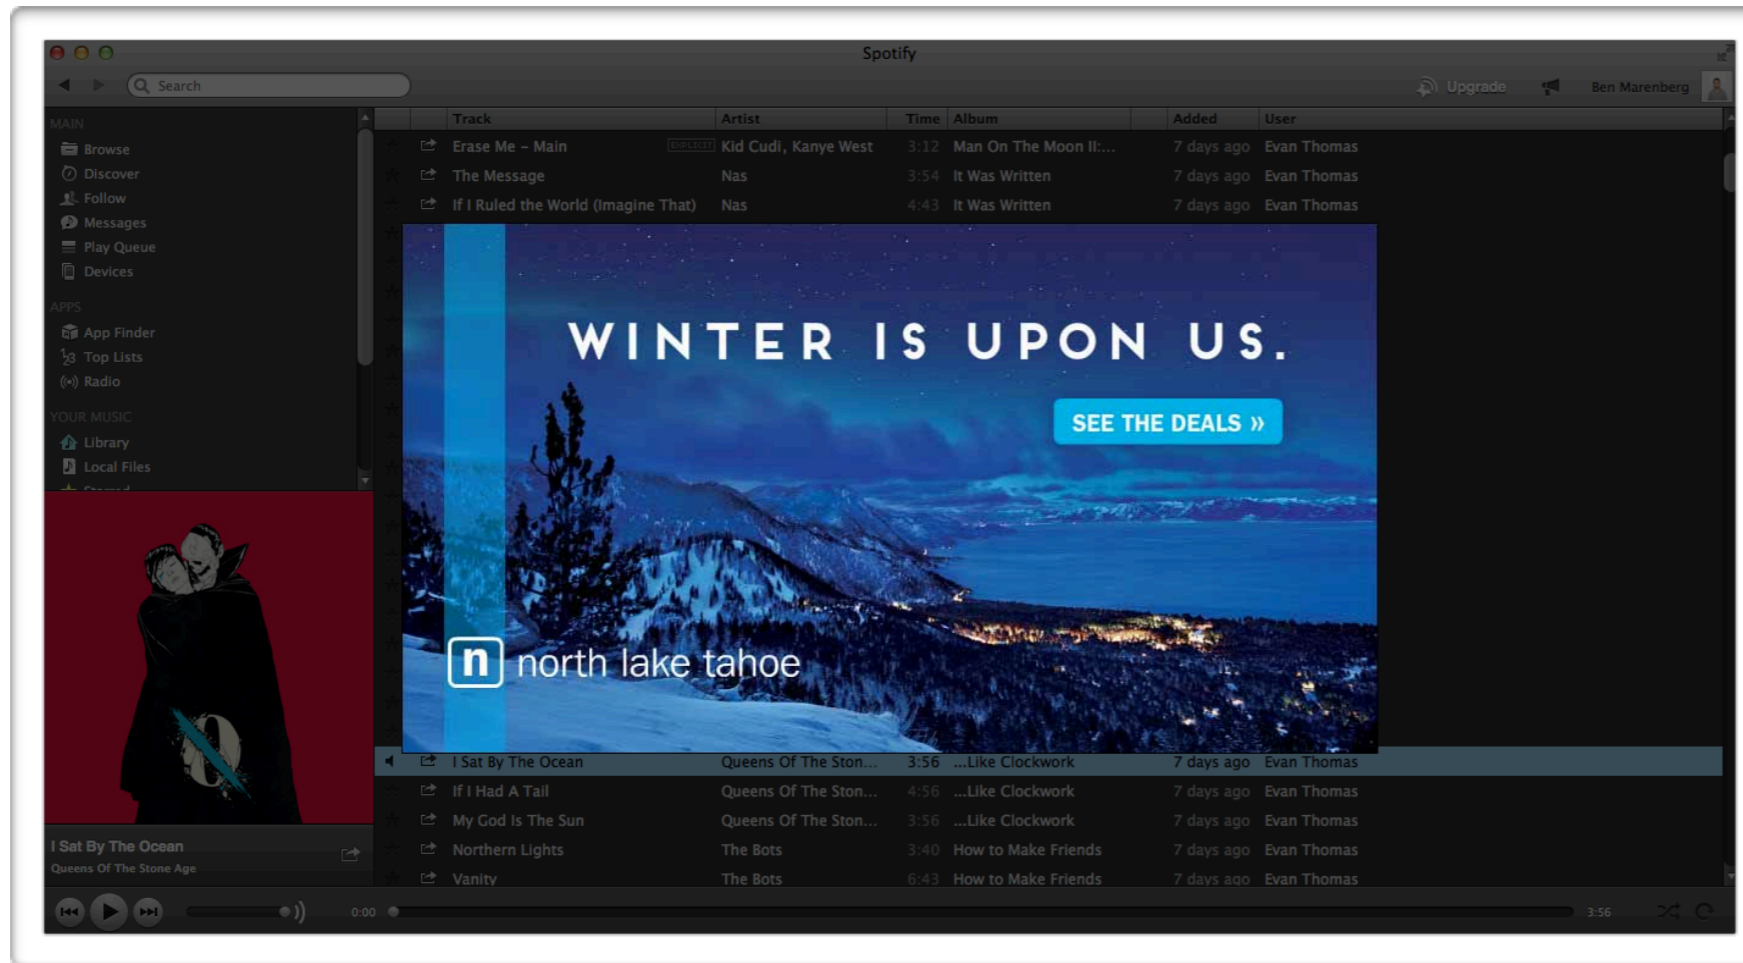 Spotify
Search
Upgrade
Ben Marenberg
MAIN
Browse
Discover
Follow
Messages
Play Queue
Devices
APPS
App Finder
Top Lists
Radio
YOUR MUSIC
Library
Local Files
Starred
Track Artist Time Album Added User
Erase Me – Main EXPLICIT Kid Cudi, Kanye West 3:12 Man On The Moon II:... 7 days ago Evan Thomas
The Message Nas 3:54 It Was Written 7 days ago Evan Thomas
If I Ruled the World (Imagine That) Nas 4:43 It Was Written 7 days ago Evan Thomas
WINTER IS UPON US.
SEE THE DEALS »
n north lake tahoe
I Sat By The Ocean Queens Of The Ston... 3:56 ...Like Clockwork 7 days ago Evan Thomas
If I Had A Tail Queens Of The Ston... 4:56 ...Like Clockwork 7 days ago Evan Thomas
My God Is The Sun Queens Of The Ston... 3:56 ...Like Clockwork 7 days ago Evan Thomas
Northern Lights The Bots 3:40 How to Make Friends 7 days ago Evan Thomas
Vanity The Bots 6:43 How to Make Friends 7 days ago Evan Thomas
I Sat By The Ocean
Queens Of The Stone Age
0:00
3:56